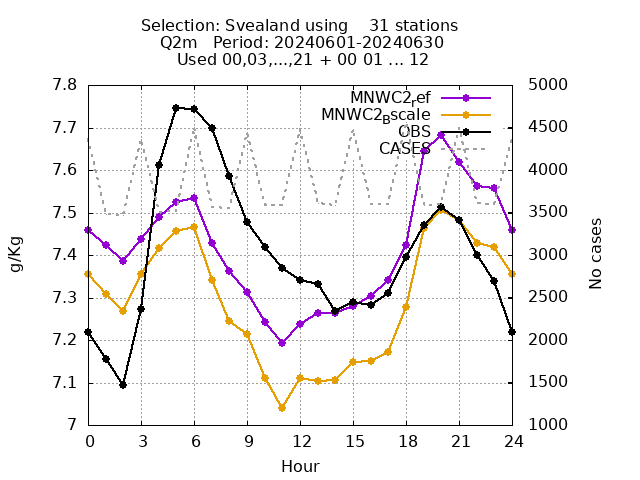 Selection: Svealand using    31 stations
Q2m   Period: 20240601-20240630
Used 00,03,...,21 + 00 01 ... 12
7.8
7.7
7.6
7.5
7.4
7.3
7.2
7.1
7
5000
4500
4000
3500
3000
2500
2000
1500
1000
g/Kg
No cases
MNWC2ref
MNWC2Bscale
OBS
CASES
0 3 6 9 12 15 18 21 24
Hour